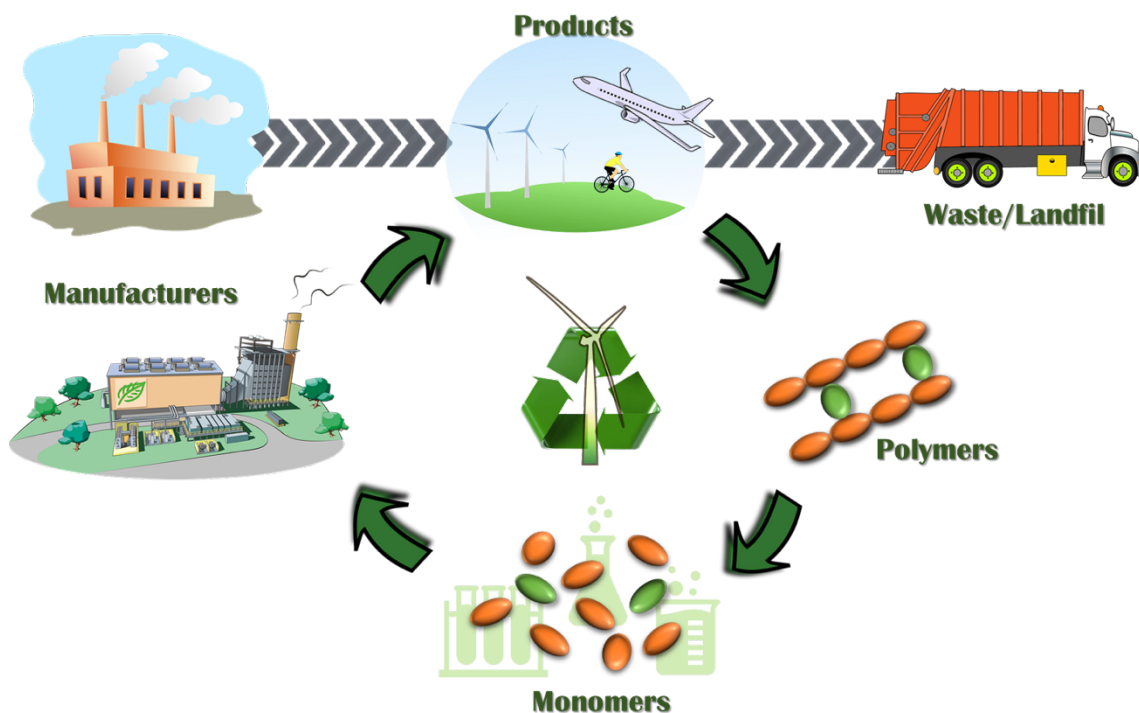 Products
Waste/Landfil
Manufacturers
Polymers
Monomers